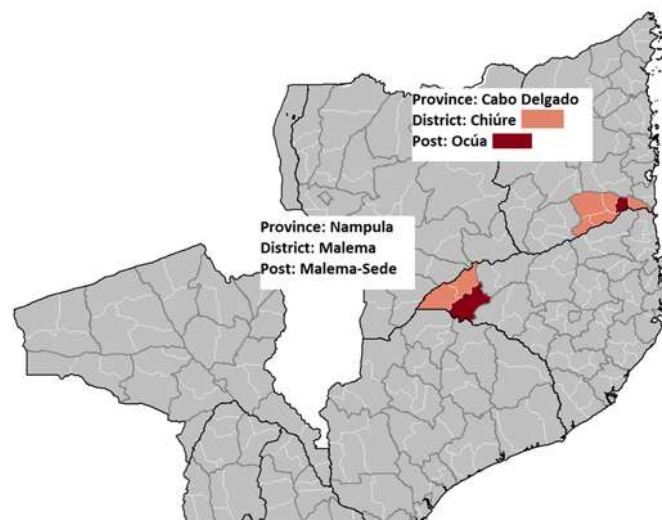 Province: Cabo Delgado
District: Chiúre
Post: Ocúa
Province: Nampula
District: Malema
Post: Malema-Sede